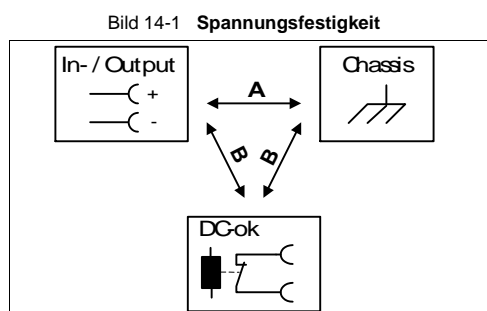 Bild 14-1 Spannungsfestigkeit
In- / Output
+
-
Chassis
A
B
B
DC-ok